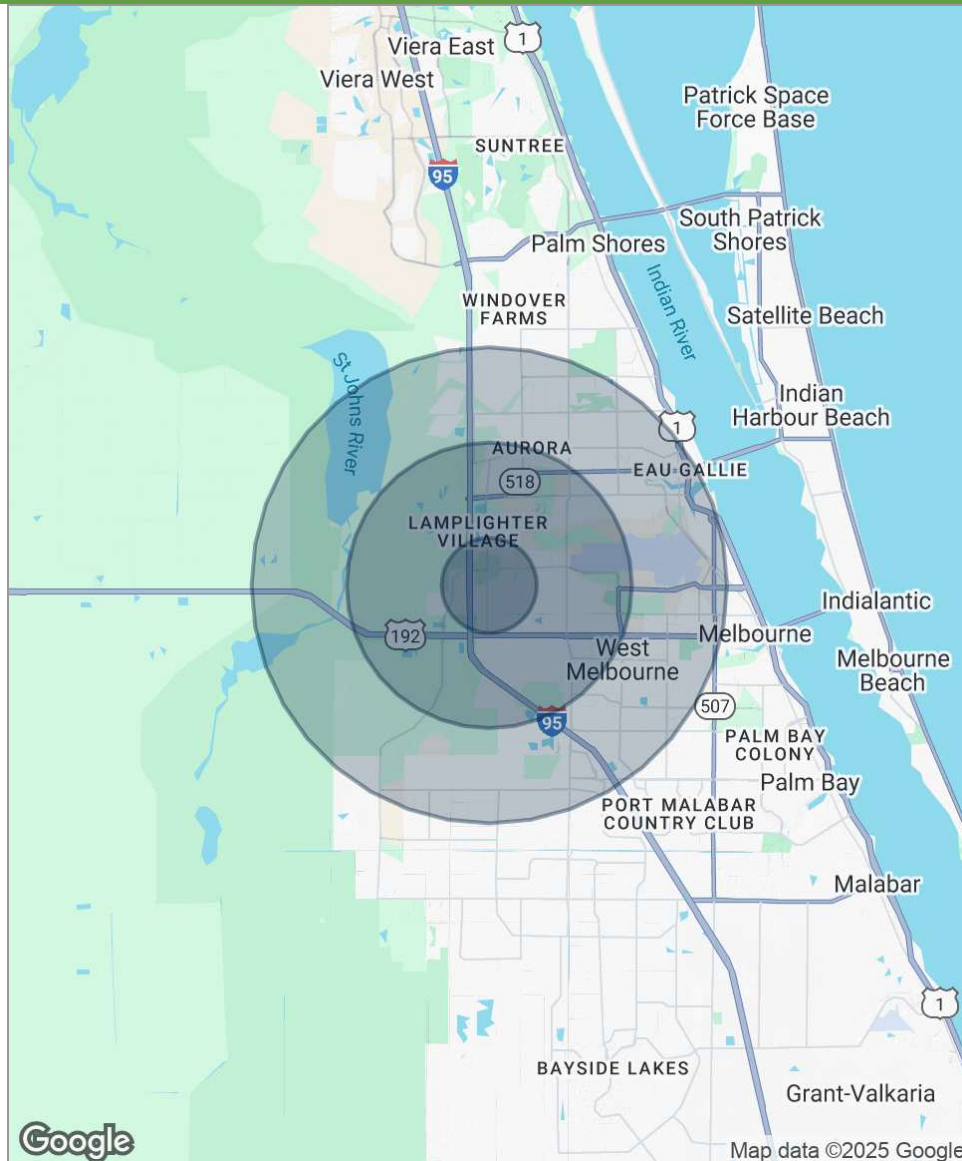 1
Viera East
Viera West
Patrick Space
Force Base
SUNTREE
95
South Patrick
Shores
Palm Shores
Indian River
WINDOVER
FARMS
Satellite Beach
St Johns River
Indian
Harbour Beach
1
AURORA
EAU GALLIE
518
LAMPLIGHTER
VILLAGE
Indialantic
192
Melbourne
West
Melbourne
Melbourne
Beach
507
95
PALM BAY
COLONY
Palm Bay
PORT MALABAR
COUNTRY CLUB
Malabar
1
BAYSIDE LAKES
Grant-Valkaria
Google
Map data ©2025 Google